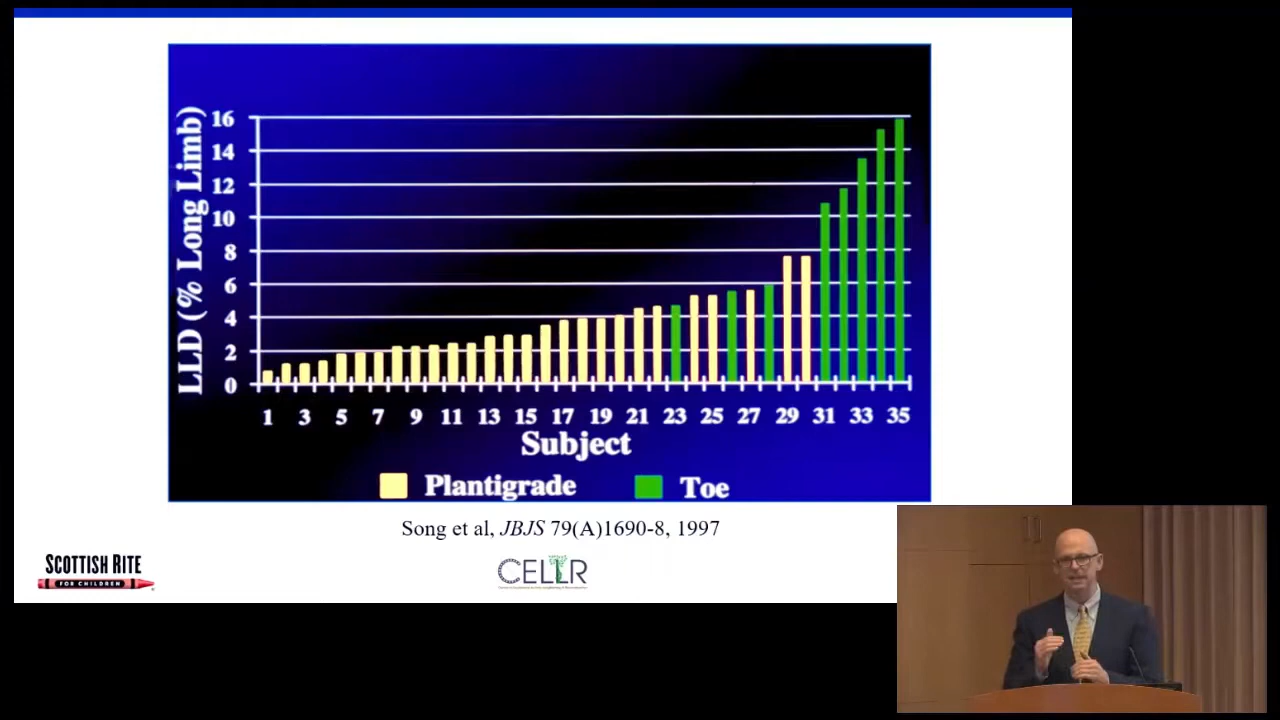 LLD (% Long Limb)
16
14
12
10
8
6
4
2
0
1 3 5 7 9 11 13 15 17 19 21 23 25 27 29 31 33 35
Subject
Plantigrade Toe
Song et al, JBJS 79(A)1690-8, 1997
SCOTTISH RITE
FOR CHILDREN
CELLR